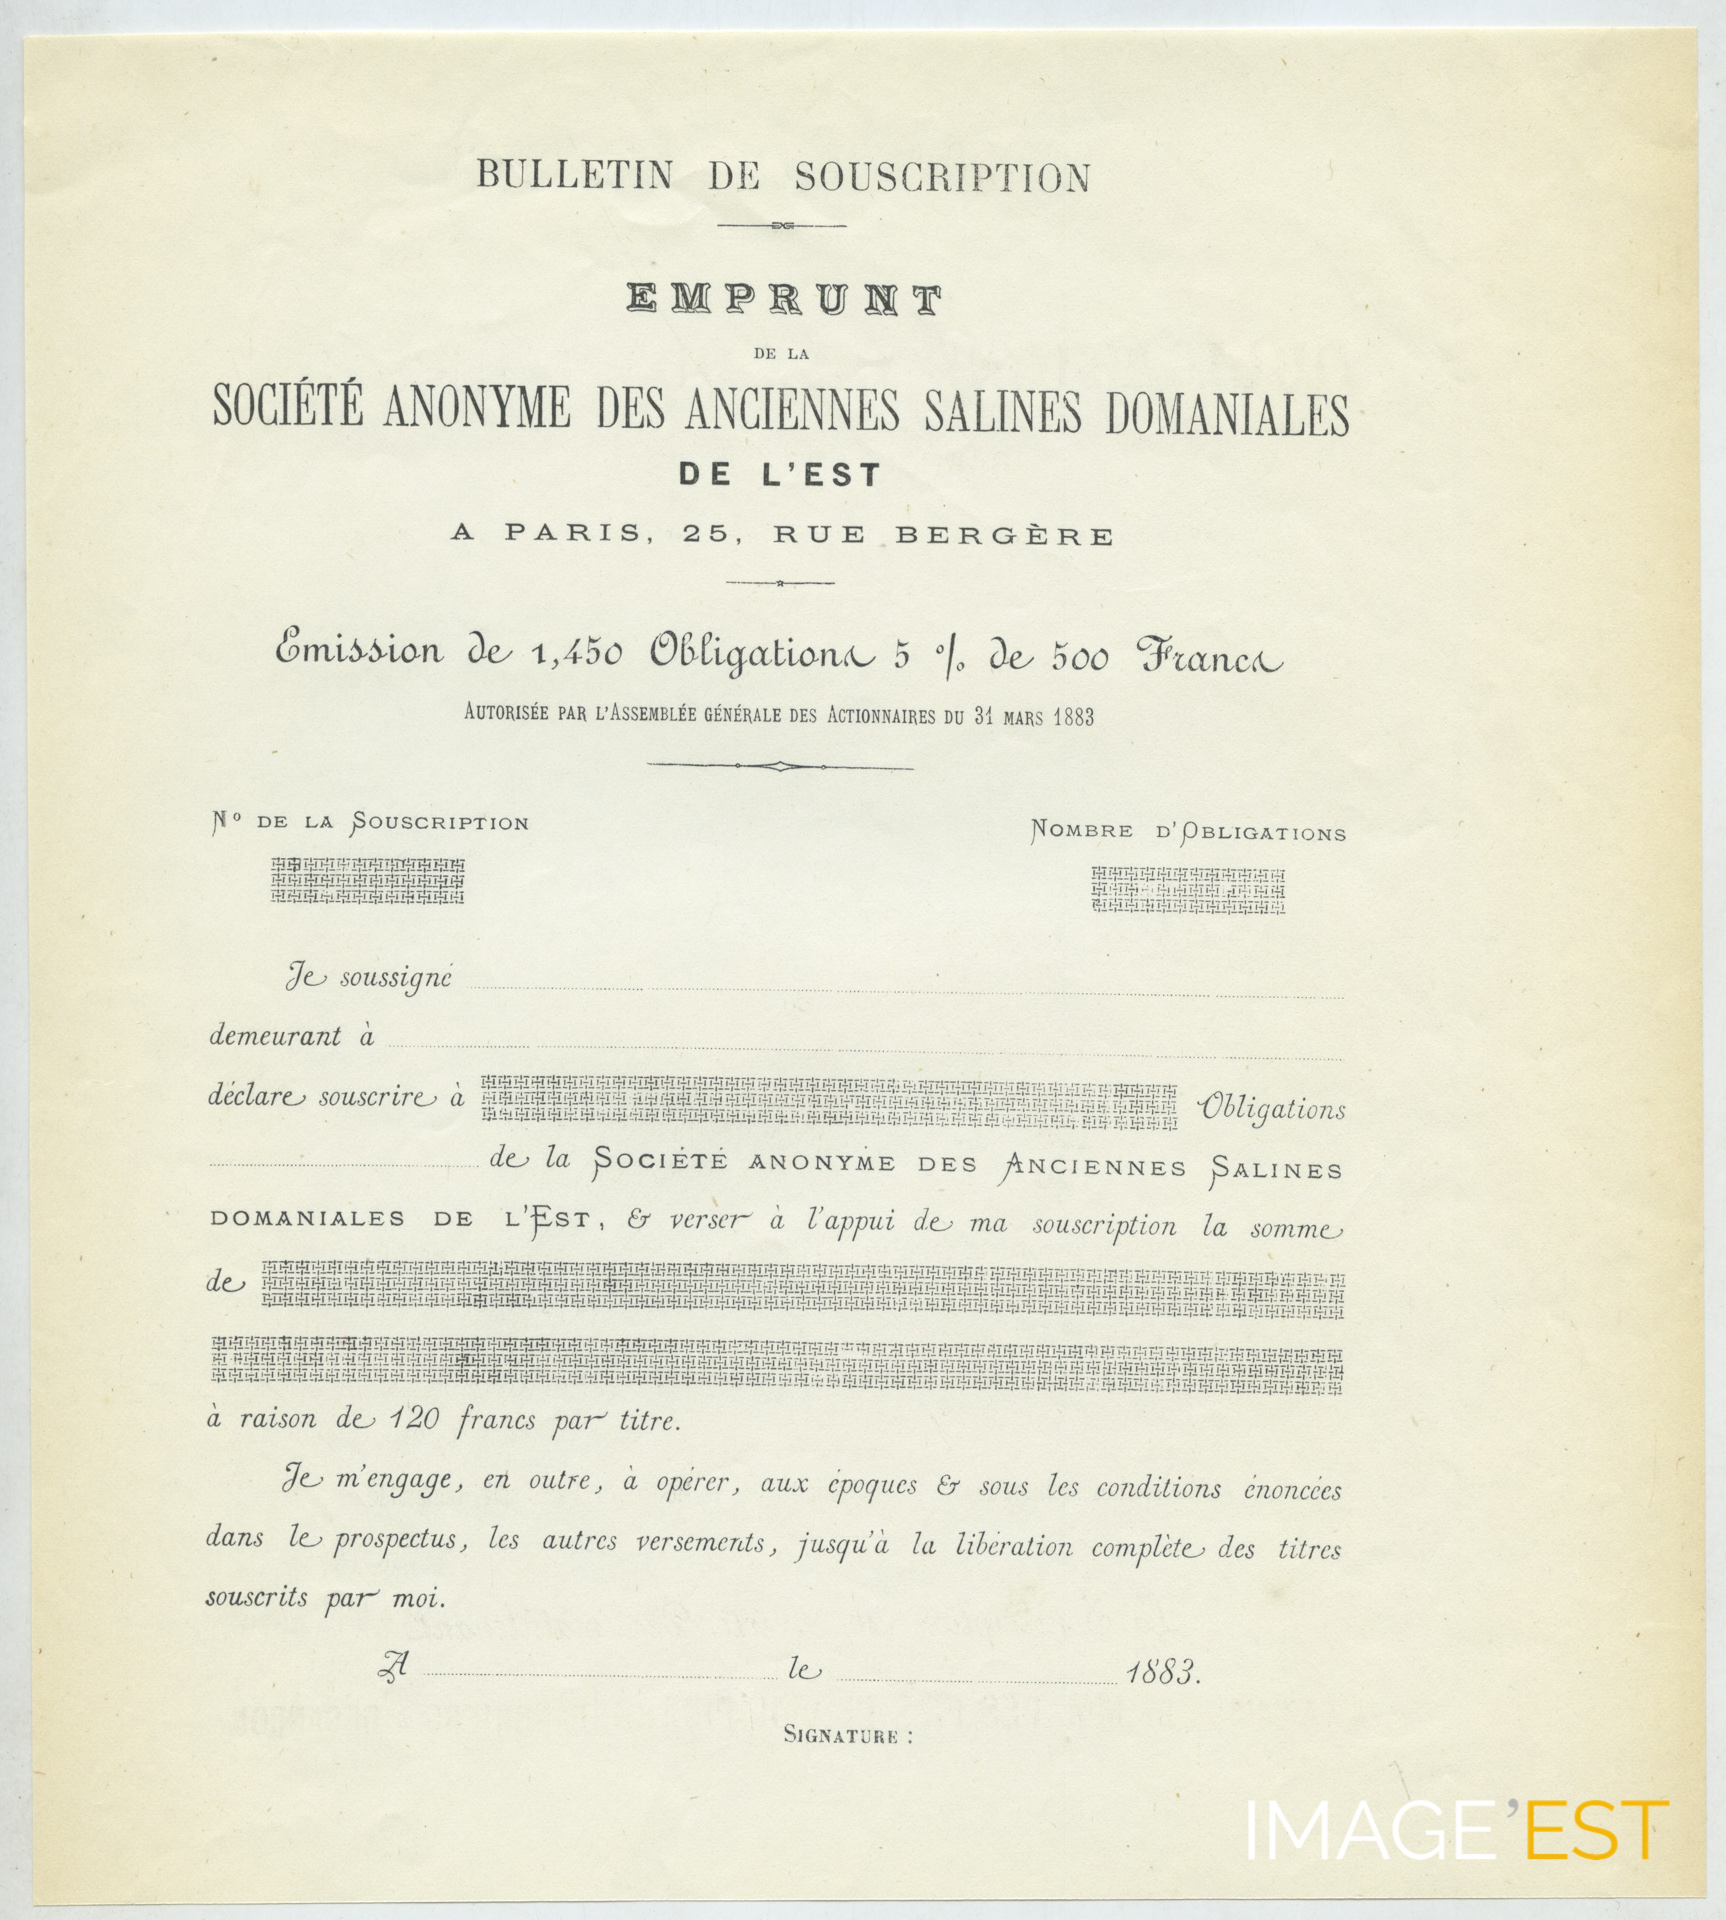 BULLETIN DE SOUSCRIPTION
EMPRUNT
DE LA
SOCIÉTÉ ANONYME DES ANCIENNES SALINES DOMANIALES
DE L'EST
A PARIS, 25, RUE BERGÈRE
Emission de 1,450 Obligations 5 % de 500 Francs
AUTORISÉE PAR L'ASSEMBLÉE GÉNÉRALE DES ACTIONNAIRES DU 31 MARS 1883
No DE LA SOUSCRIPTION NOMBRE D'OBLIGATIONS
Je soussigné
demeurant à
déclare souscrire à Obligations
de la SOCIÉTÉ ANONYME DES ANCIENNES SALINES
DOMANIALES DE L'EST, & verser à l'appui de ma souscription la somme
de
à raison de 120 francs par titre.
Je m'engage, en outre, à opérer, aux époques & sous les conditions énoncées
dans le prospectus, les autres versements, jusqu'à la libération complète des titres
souscrits par moi.
A le 1883.
SIGNATURE :
IMAGE'EST